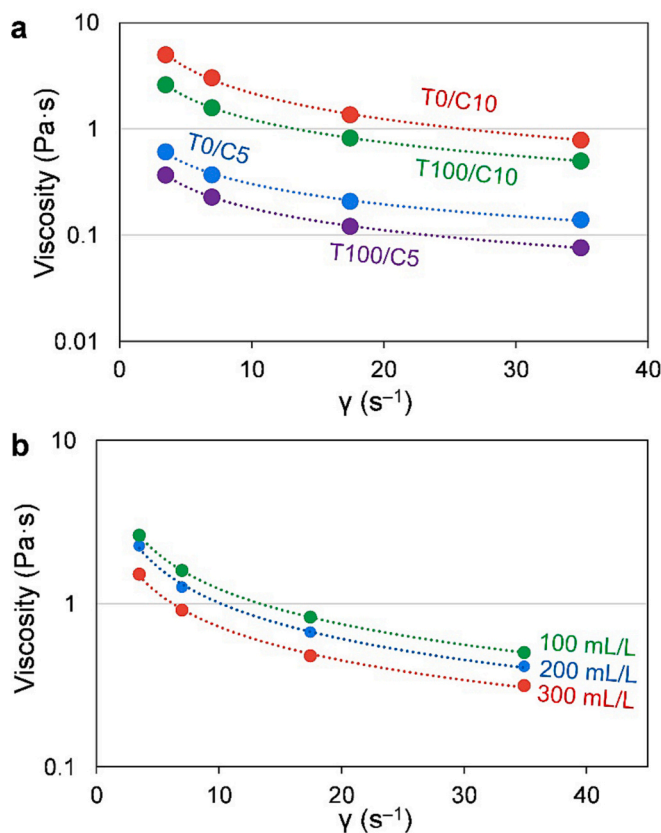 a
10
1
0.1
0.01
Viscosity (Pa·s)
T0/C10
T100/C10
T0/C5
T100/C5
0 10 20 30 40
γ (s⁻¹)
b
10
1
0.1
Viscosity (Pa·s)
100 mL/L
200 mL/L
300 mL/L
0 10 20 30 40
γ (s⁻¹)